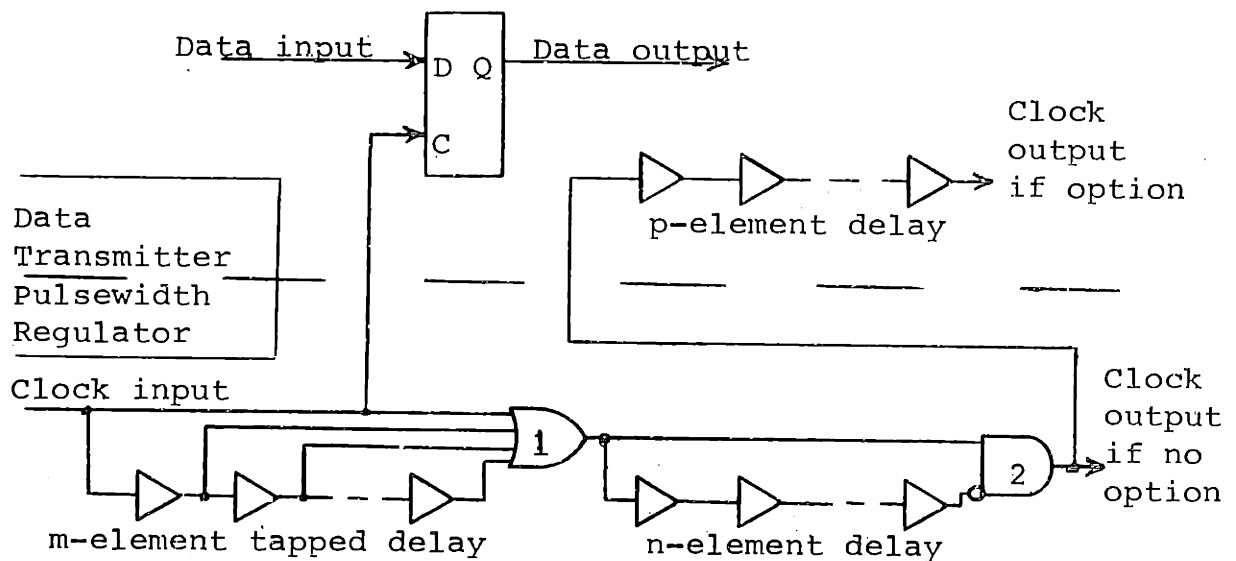 Data input
Data output
D Q
C
Clock
output
if option
p-element delay
Data
Transmitter
Pulsewidth
Regulator
Clock input
1
2
Clock
output
if no
option
m-element tapped delay
n-element delay